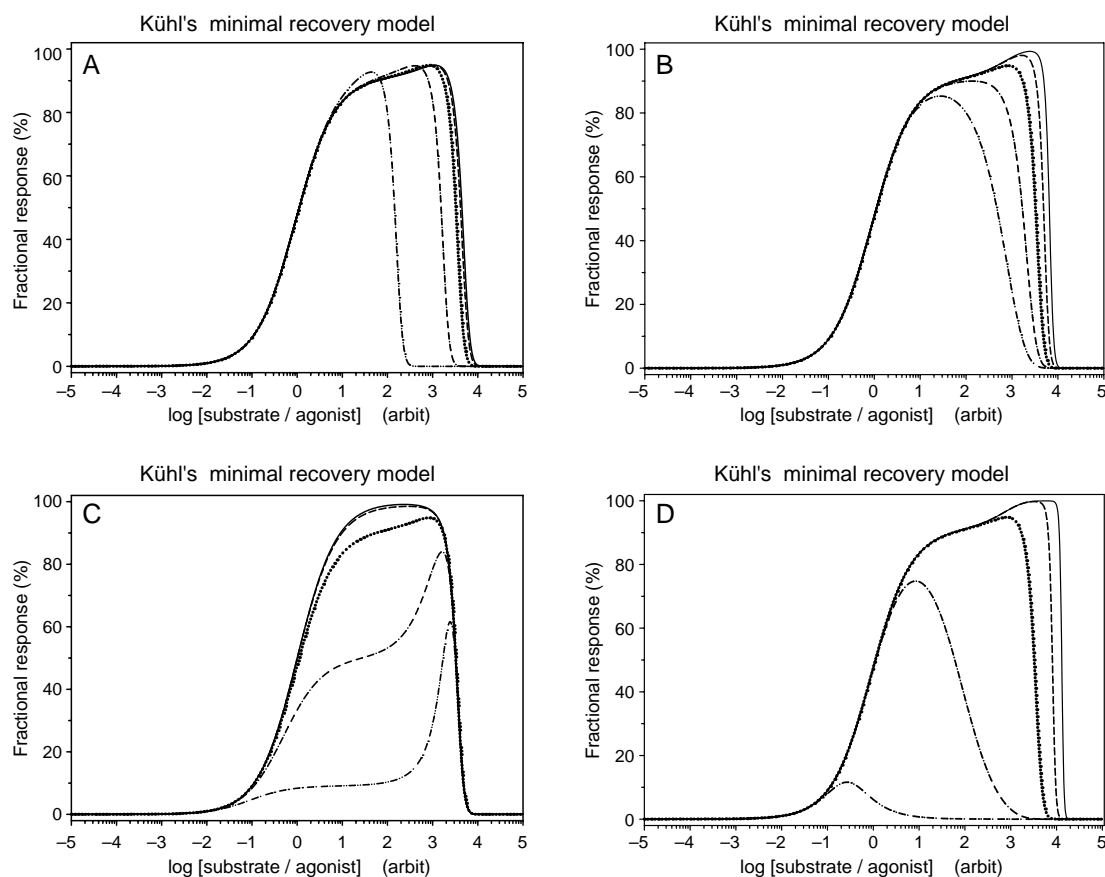 Kühl's minimal recovery model
A
Fractional response (%)
100
80
60
40
20
0
–5 –4 –3 –2 –1 0 1 2 3 4 5
log [substrate / agonist] (arbit)
Kühl's minimal recovery model
B
Fractional response (%)
100
80
60
40
20
0
–5 –4 –3 –2 –1 0 1 2 3 4 5
log [substrate / agonist] (arbit)
Kühl's minimal recovery model
C
Fractional response (%)
100
80
60
40
20
0
–5 –4 –3 –2 –1 0 1 2 3 4 5
log [substrate / agonist] (arbit)
Kühl's minimal recovery model
D
Fractional response (%)
100
80
60
40
20
0
–5 –4 –3 –2 –1 0 1 2 3 4 5
log [substrate / agonist] (arbit)